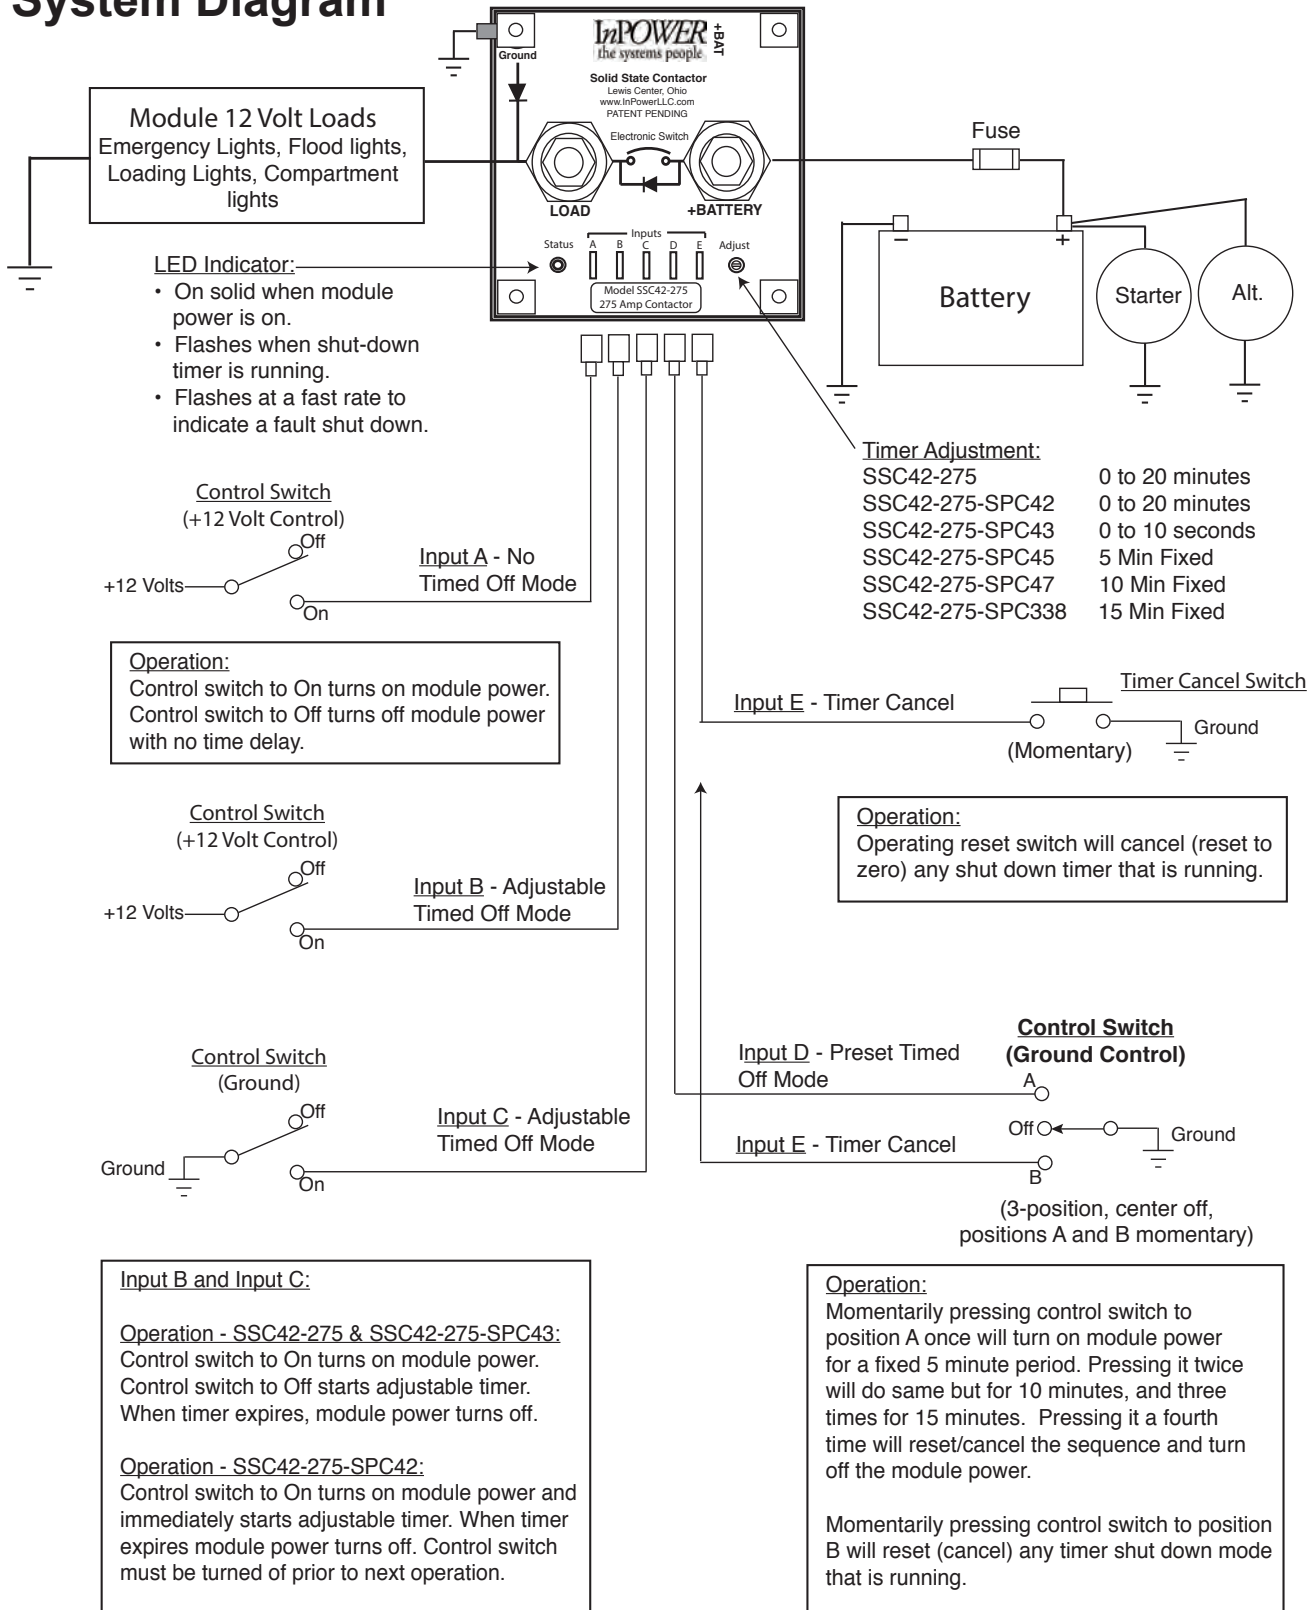 System Diagram
InPOWER
the systems people
+BAT
Ground
Solid State Contactor
Lewis Center, Ohio
www.InPowerLLC.com
PATENT PENDING
Electronic Switch
LOAD
+BATTERY
Inputs
Status
A B C D E
Adjust
Model SSC42-275
275 Amp Contactor
Module 12 Volt Loads
Emergency Lights, Flood lights,
Loading Lights, Compartment
lights
Fuse
Battery
Starter
Alt.
LED Indicator:
• On solid when module
power is on.
• Flashes when shut-down
timer is running.
• Flashes at a fast rate to
indicate a fault shut down.
Timer Adjustment:
SSC42-275 0 to 20 minutes
SSC42-275-SPC42 0 to 20 minutes
SSC42-275-SPC43 0 to 10 seconds
SSC42-275-SPC45 5 Min Fixed
SSC42-275-SPC47 10 Min Fixed
SSC42-275-SPC338 15 Min Fixed
Control Switch
(+12 Volt Control)
Off
+12 Volts
On
Input A - No
Timed Off Mode
Operation:
Control switch to On turns on module power.
Control switch to Off turns off module power
with no time delay.
Input E - Timer Cancel
Timer Cancel Switch
Ground
(Momentary)
Operation:
Operating reset switch will cancel (reset to
zero) any shut down timer that is running.
Control Switch
(+12 Volt Control)
Off
+12 Volts
On
Input B - Adjustable
Timed Off Mode
Control Switch
(Ground)
Off
Ground
On
Input C - Adjustable
Timed Off Mode
Input D - Preset Timed
Off Mode
Control Switch
(Ground Control)
A
Off
Ground
Input E - Timer Cancel
B
(3-position, center off,
positions A and B momentary)
Input B and Input C:
Operation - SSC42-275 & SSC42-275-SPC43:
Control switch to On turns on module power.
Control switch to Off starts adjustable timer.
When timer expires, module power turns off.
Operation - SSC42-275-SPC42:
Control switch to On turns on module power and
immediately starts adjustable timer. When timer
expires module power turns off. Control switch
must be turned of prior to next operation.
Operation:
Momentarily pressing control switch to
position A once will turn on module power
for a fixed 5 minute period. Pressing it twice
will do same but for 10 minutes, and three
times for 15 minutes. Pressing it a fourth
time will reset/cancel the sequence and turn
off the module power.
Momentarily pressing control switch to position
B will reset (cancel) any timer shut down mode
that is running.